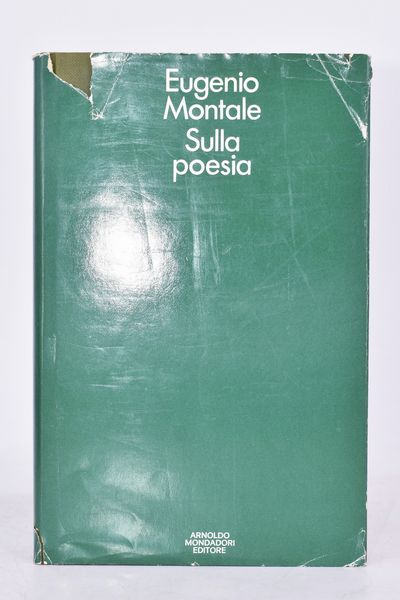 Eugenio
Montale
Sulla
poesia
ARNOLDO
MONDADORI
EDITORE